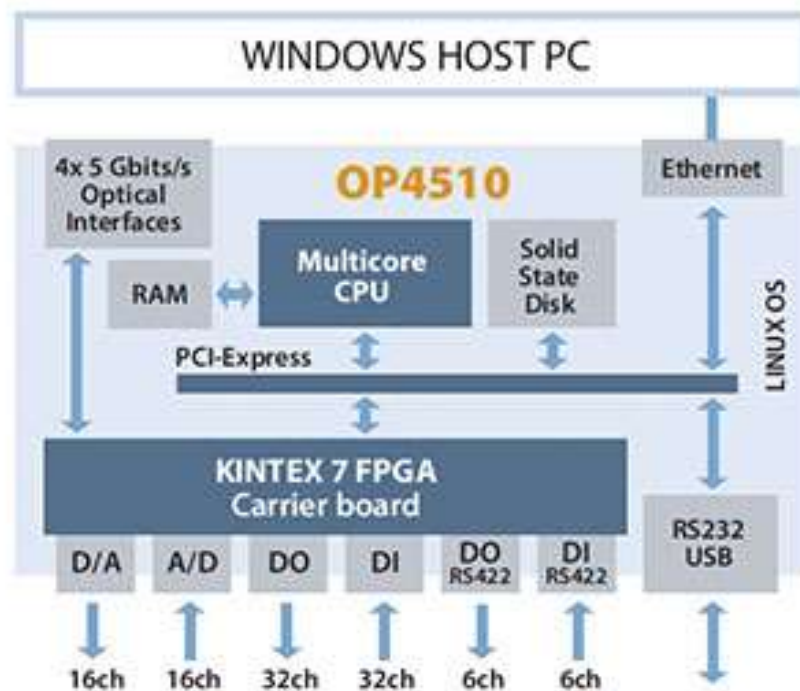 WINDOWS HOST PC
4x 5 Gbits/s
Optical
Interfaces
OP4510
Ethernet
Multicore
CPU
Solid
State
Disk
RAM
PCI-Express
LINUX OS
KINTEX 7 FPGA
Carrier board
RS232
USB
D/A
A/D
DO
DI
DO
RS422
DI
RS422
16ch
16ch
32ch
32ch
6ch
6ch